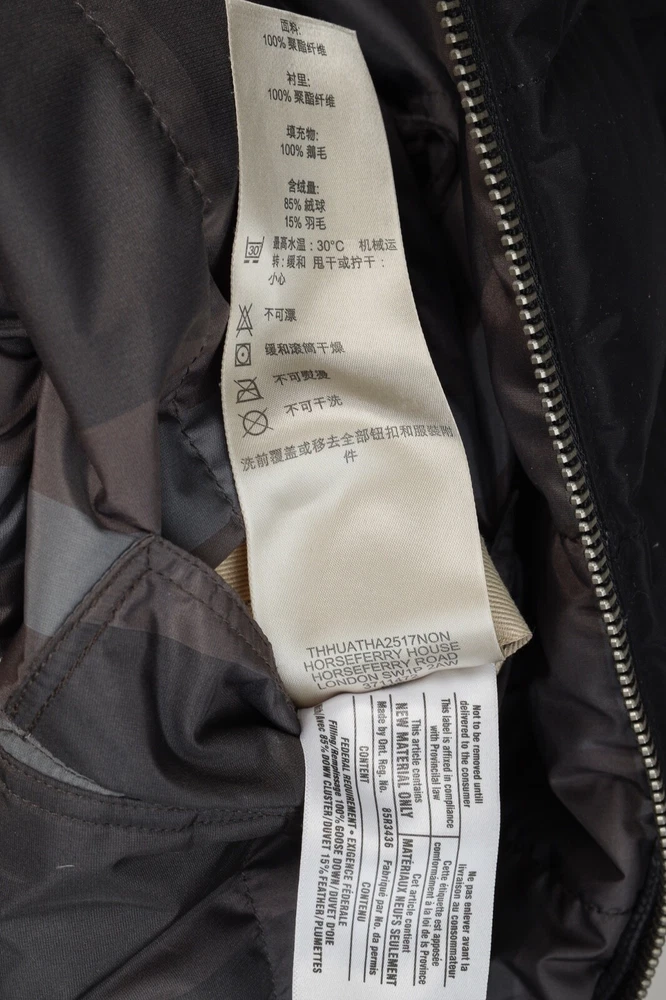 面料:
100% 聚酯纤维
衬里:
100% 聚酯纤维
填充物:
100% 鹅毛
含绒量:
85% 绒球
15% 羽毛
30
最高水温：30°C 机械运
转：缓和 甩干或拧干：
小心
不可漂
缓和滚筒干燥
不可熨烫
不可干洗
洗前覆盖或移去全部钮扣和服装附
件
THHUATHA2517NON
HORSEFERRY HOUSE
HORSEFERRY ROAD
LONDON SW1P 2AW
3711472
Not to be removed untill
delivered to the consumer
Ne pas enlever avant la
livraison au consommateur
This label is affixed in compliance
with Provincilal law
Cette étiquette est apposée
conformément à la loi de la Province
This article contains
NEW MATERIAL ONLY
Cet article contient
MATÉRIAUX NEUFS SEULEMENT
Made by Ont. Reg. No. 85R3436 Fabriqué par No. da permis
CONTENT CONTENU
FEDERAL REQUIREMENT • EXIGENCE FÉDÉRALE
Filling/Remplissage 100% GOOSE DOWN/DUVET D'OIE
/Avec 85% DOWN CLUSTER/DUVET 15% FEATHER/PLUMETTES